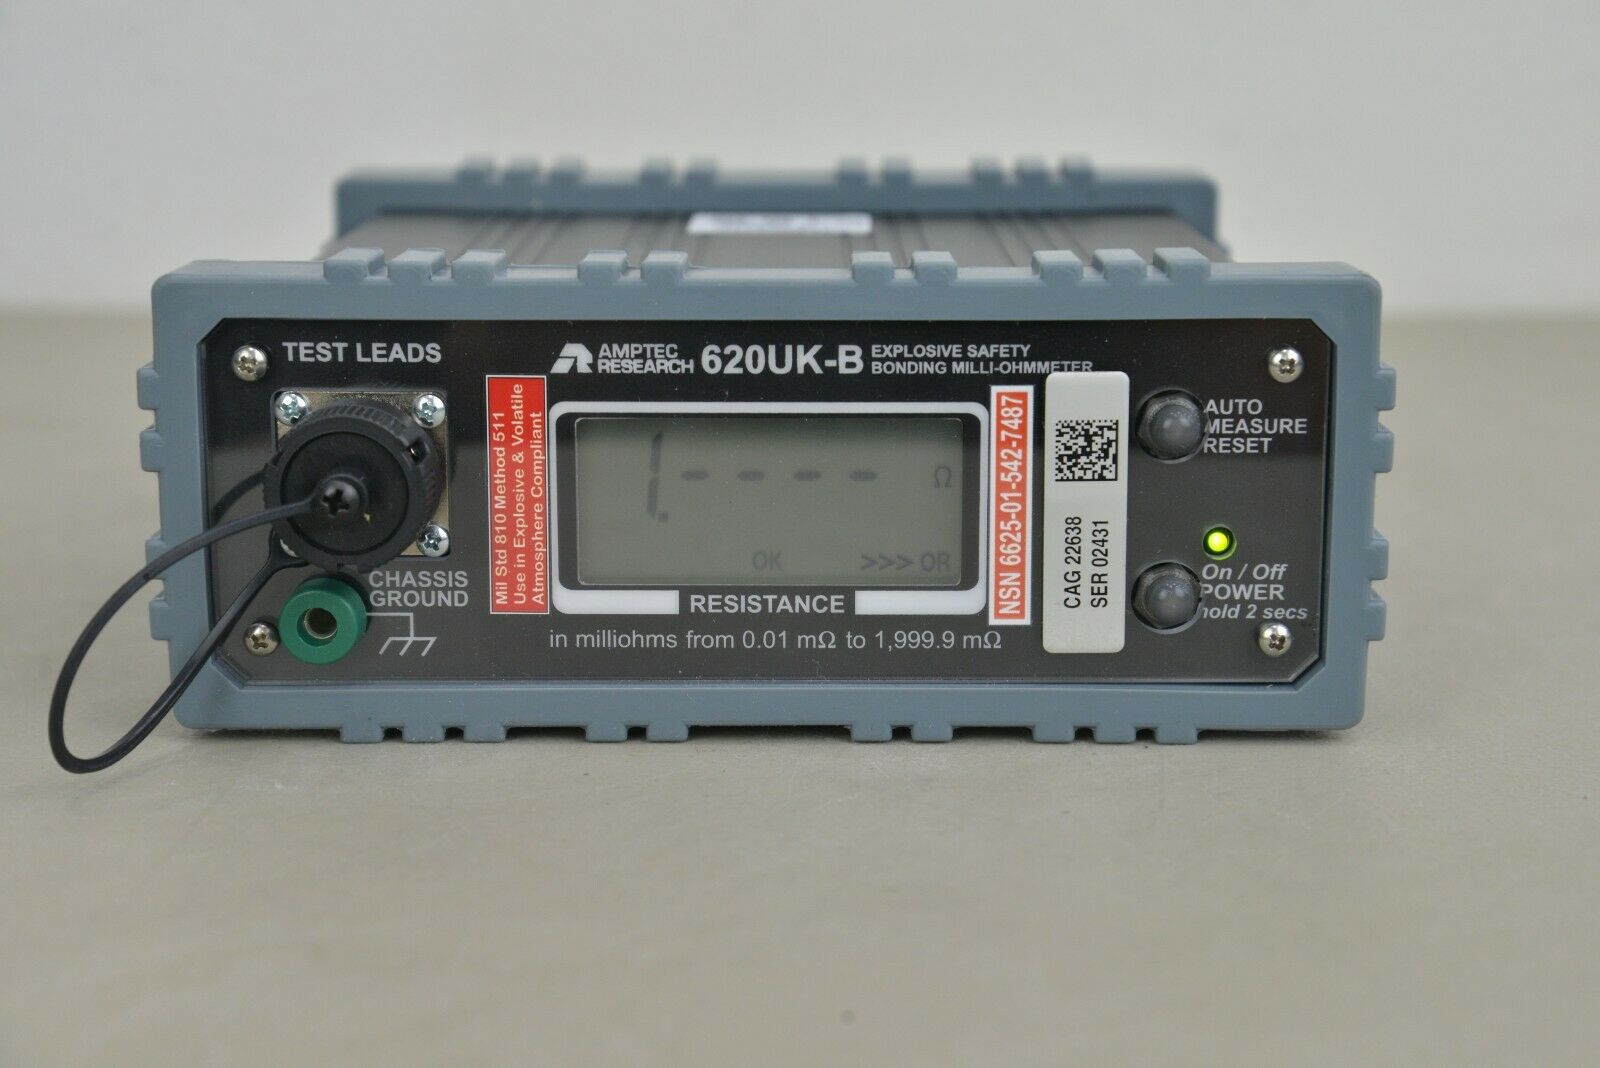 TEST LEADS
AMPTEC
RESEARCH
620UK-B
EXPLOSIVE SAFETY
BONDING MILLI-OHMMETER
Mil Std 810 Method 511
Use in Explosive & Volatile
Atmosphere Compliant
1.---- Ω
OK >>> OR
RESISTANCE
in milliohms from 0.01 mΩ to 1,999.9 mΩ
NSN 6625-01-542-7487
CAG 22638
SER 02431
AUTO
MEASURE
RESET
On / Off
POWER
hold 2 secs
CHASSIS
GROUND